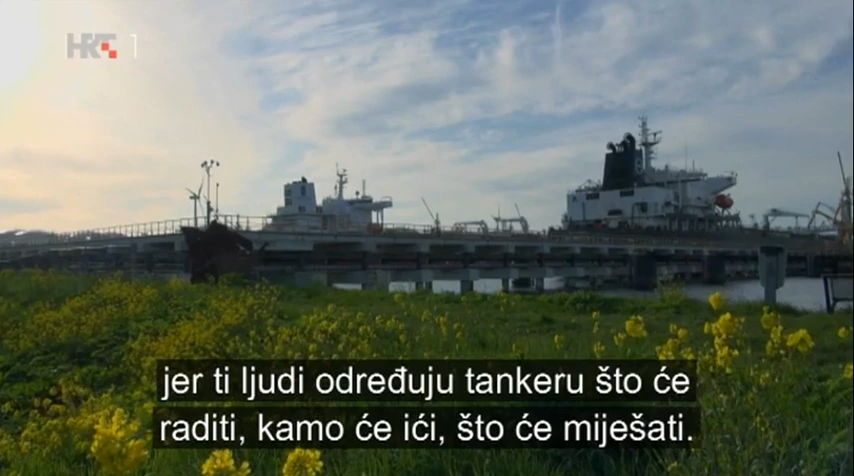 HRT 1
jer ti ljudi određuju tankeru što će
raditi, kamo će ići, što će miješati.